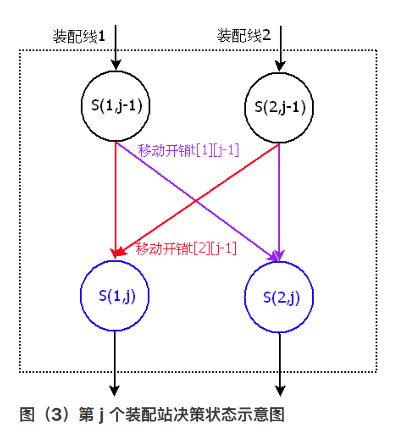 装配线1
装配线2
S(1,j-1)
S(2,j-1)
移动开销t[1][j-1]
移动开销t[2][j-1]
S(1,j)
S(2,j)
图（3）第 j 个装配站决策状态示意图